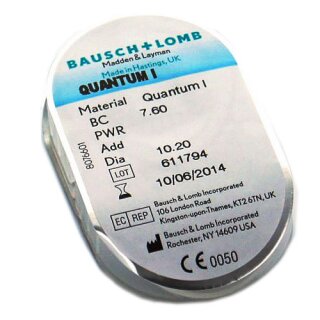 BAUSCH+LOMB
Madden & Layman
Made in Hastings, UK
QUANTUM I
Material Quantum I
BC 7.60
PWR
Add
Dia 10.20
LOT 611794
10/06/2014
EC REP
Bausch & Lomb Incorporated
106 London Road
Kingston-upon-Thames, KT2 6TN, UK
Bausch & Lomb Incorporated
Rochester, NY 14609 USA
CE 0050